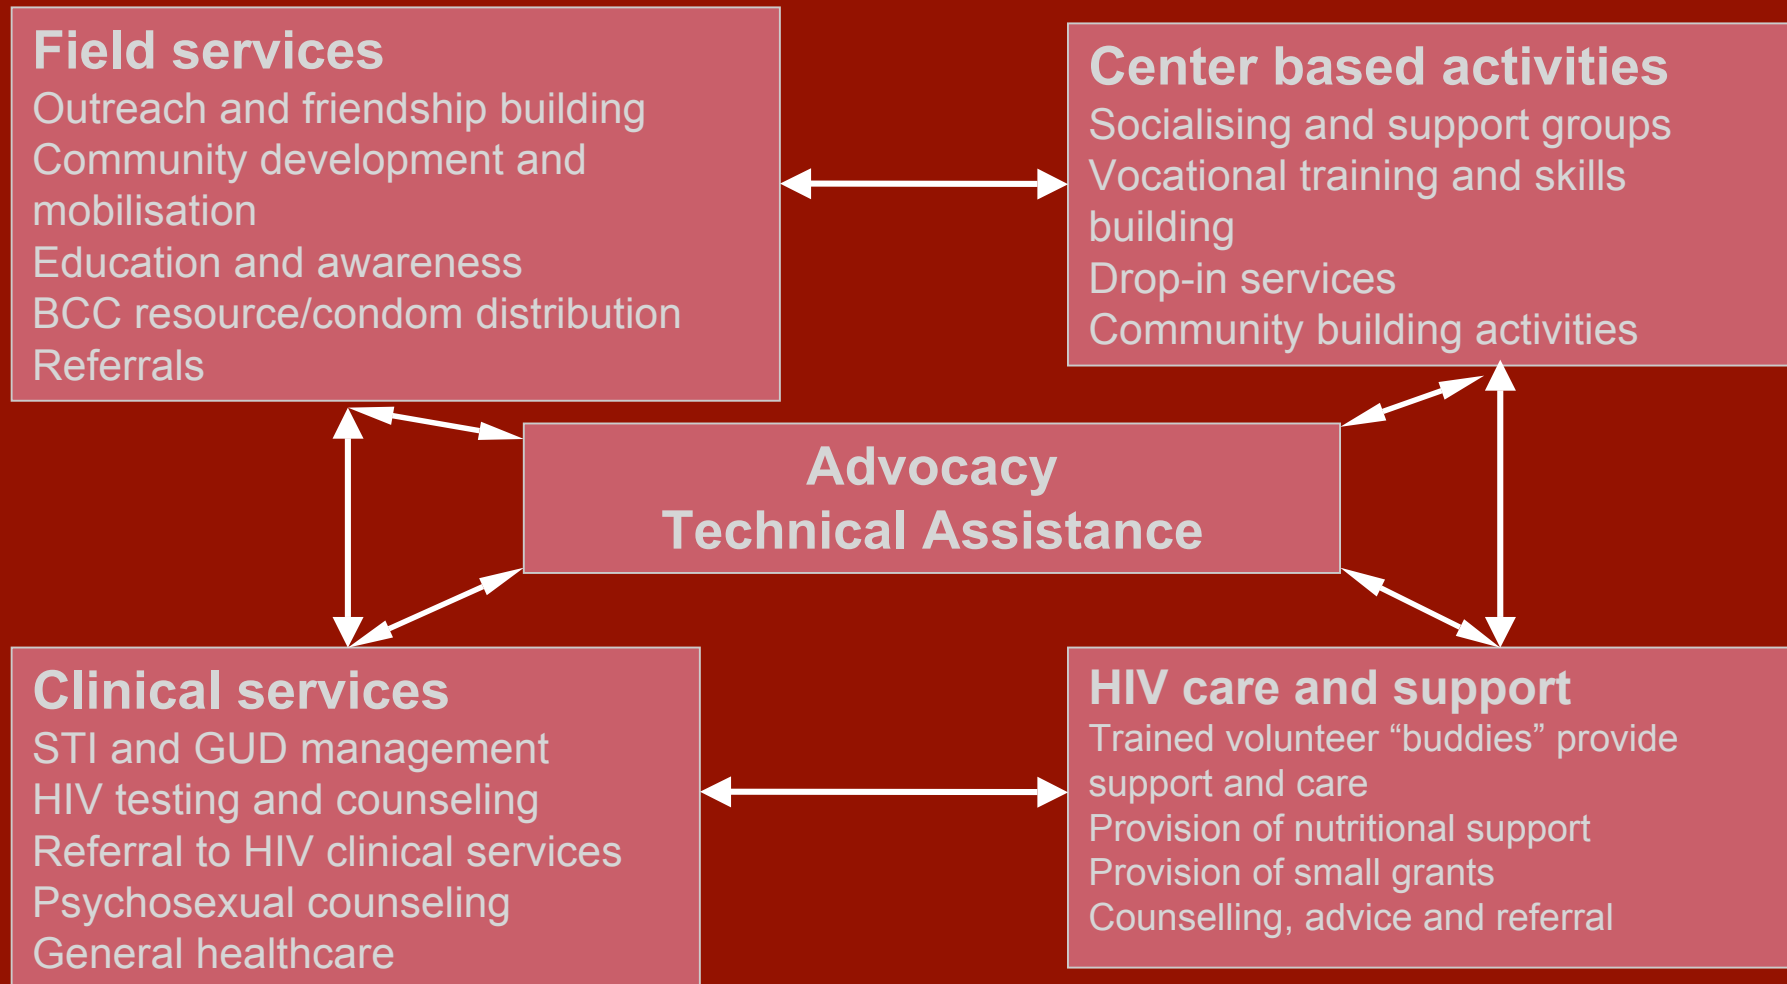 Field services
Outreach and friendship building
Community development and
mobilisation
Education and awareness
BCC resource/condom distribution
Referrals
Center based activities
Socialising and support groups
Vocational training and skills
building
Drop-in services
Community building activities
Advocacy
Technical Assistance
Clinical services
STI and GUD management
HIV testing and counseling
Referral to HIV clinical services
Psychosexual counseling
General healthcare
HIV care and support
Trained volunteer “buddies” provide
support and care
Provision of nutritional support
Provision of small grants
Counselling, advice and referral